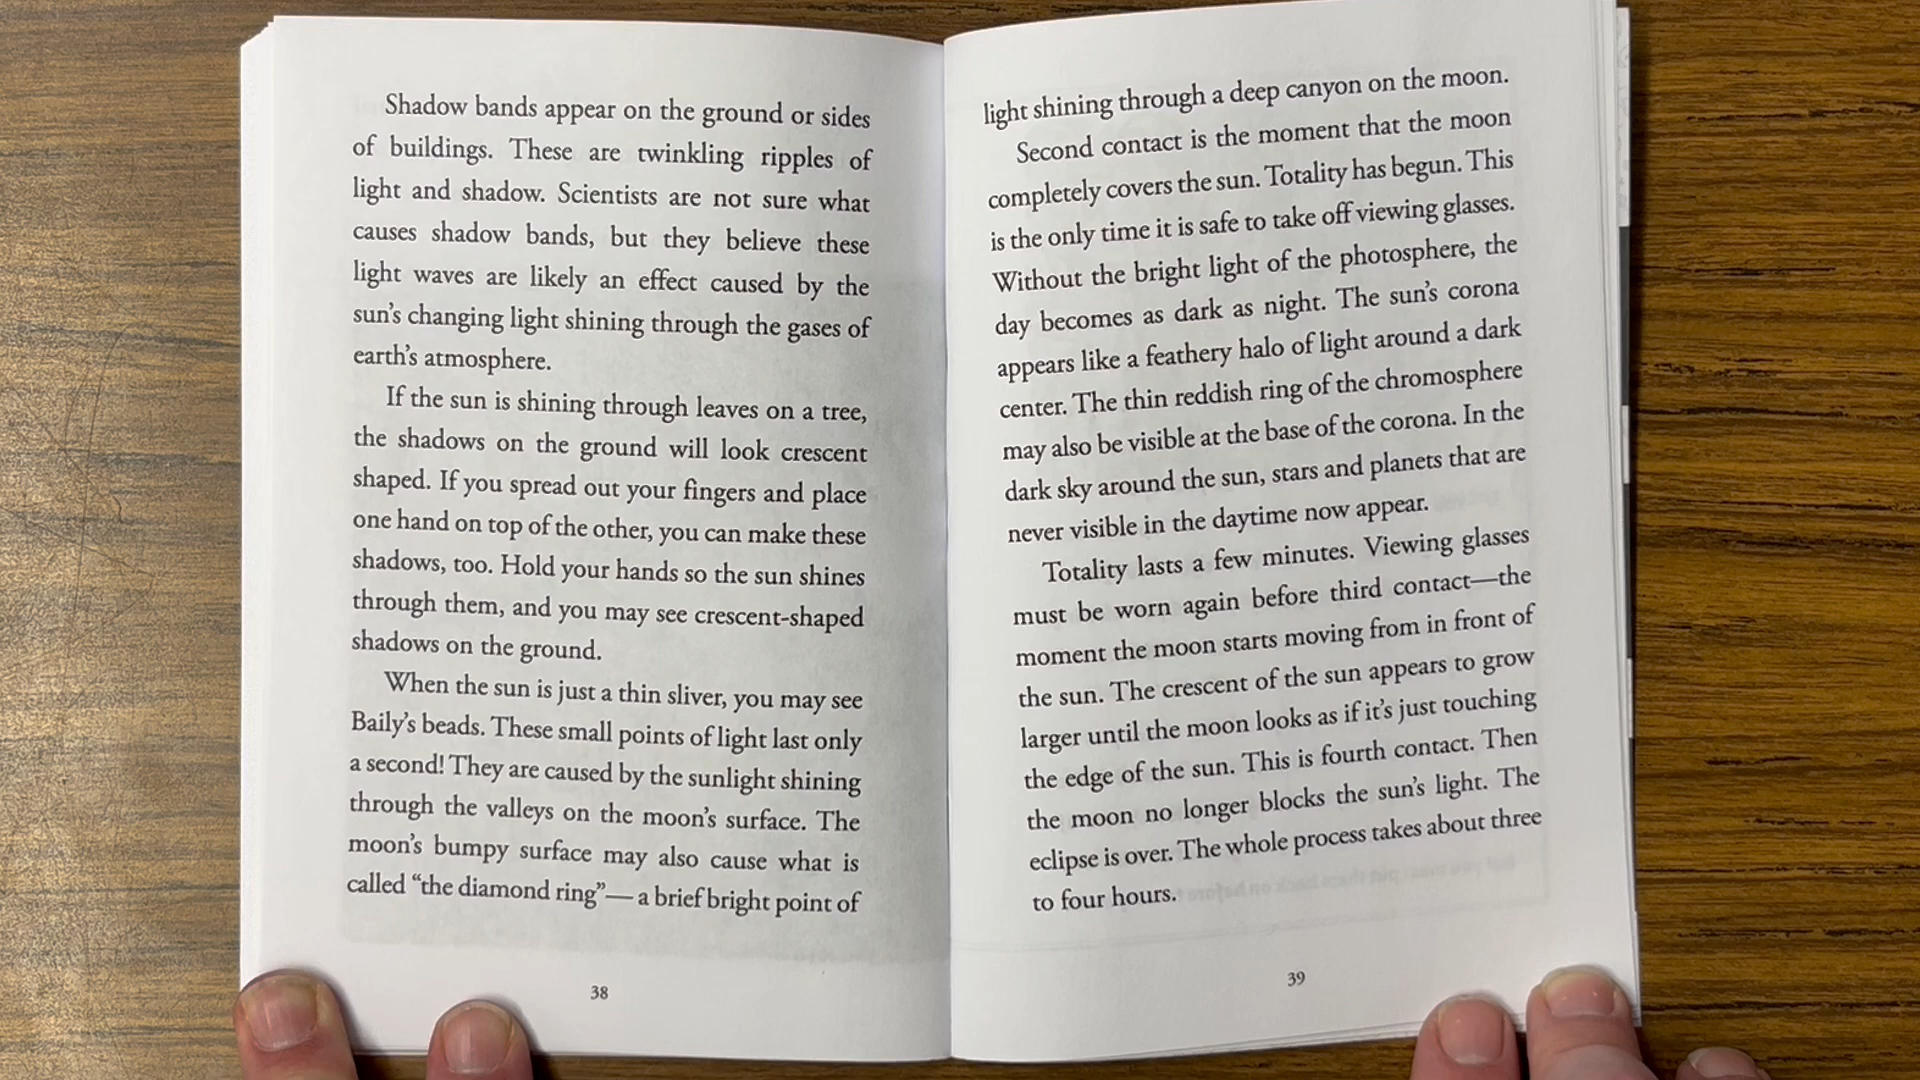 Shadow bands appear on the ground or sides
of buildings. These are twinkling ripples of
light and shadow. Scientists are not sure what
causes shadow bands, but they believe these
light waves are likely an effect caused by the
sun's changing light shining through the gases of
earth's atmosphere.
If the sun is shining through leaves on a tree,
the shadows on the ground will look crescent
shaped. If you spread out your fingers and place
one hand on top of the other, you can make these
shadows, too. Hold your hands so the sun shines
through them, and you may see crescent-shaped
shadows on the ground.
When the sun is just a thin sliver, you may see
Baily's beads. These small points of light last only
a second! They are caused by the sunlight shining
through the valleys on the moon's surface. The
moon's bumpy surface may also cause what is
called “the diamond ring”— a brief bright point of
38
light shining through a deep canyon on the moon.
Second contact is the moment that the moon
completely covers the sun. Totality has begun. This
is the only time it is safe to take off viewing glasses.
Without the bright light of the photosphere, the
day becomes as dark as night. The sun's corona
appears like a feathery halo of light around a dark
center. The thin reddish ring of the chromosphere
may also be visible at the base of the corona. In the
dark sky around the sun, stars and planets that are
never visible in the daytime now appear.
Totality lasts a few minutes. Viewing glasses
must be worn again before third contact—the
moment the moon starts moving from in front of
the sun. The crescent of the sun appears to grow
larger until the moon looks as if it's just touching
the edge of the sun. This is fourth contact. Then
the moon no longer blocks the sun's light. The
eclipse is over. The whole process takes about three
to four hours.
39